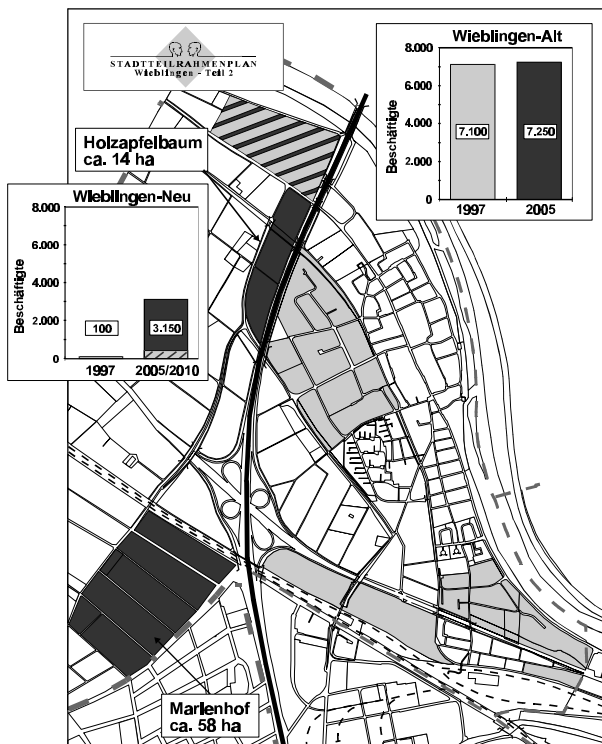 STADTTEILRAHMENPLAN
Wieblingen - Teil 2
Wieblingen-Alt
8.000
6.000
4.000
2.000
0
Beschäftigte
7.100
7.250
1997
2005
Holzapfelbaum
ca. 14 ha
Wieblingen-Neu
8.000
6.000
4.000
2.000
0
Beschäftigte
100
3.150
1997
2005/2010
Marienhof
ca. 58 ha